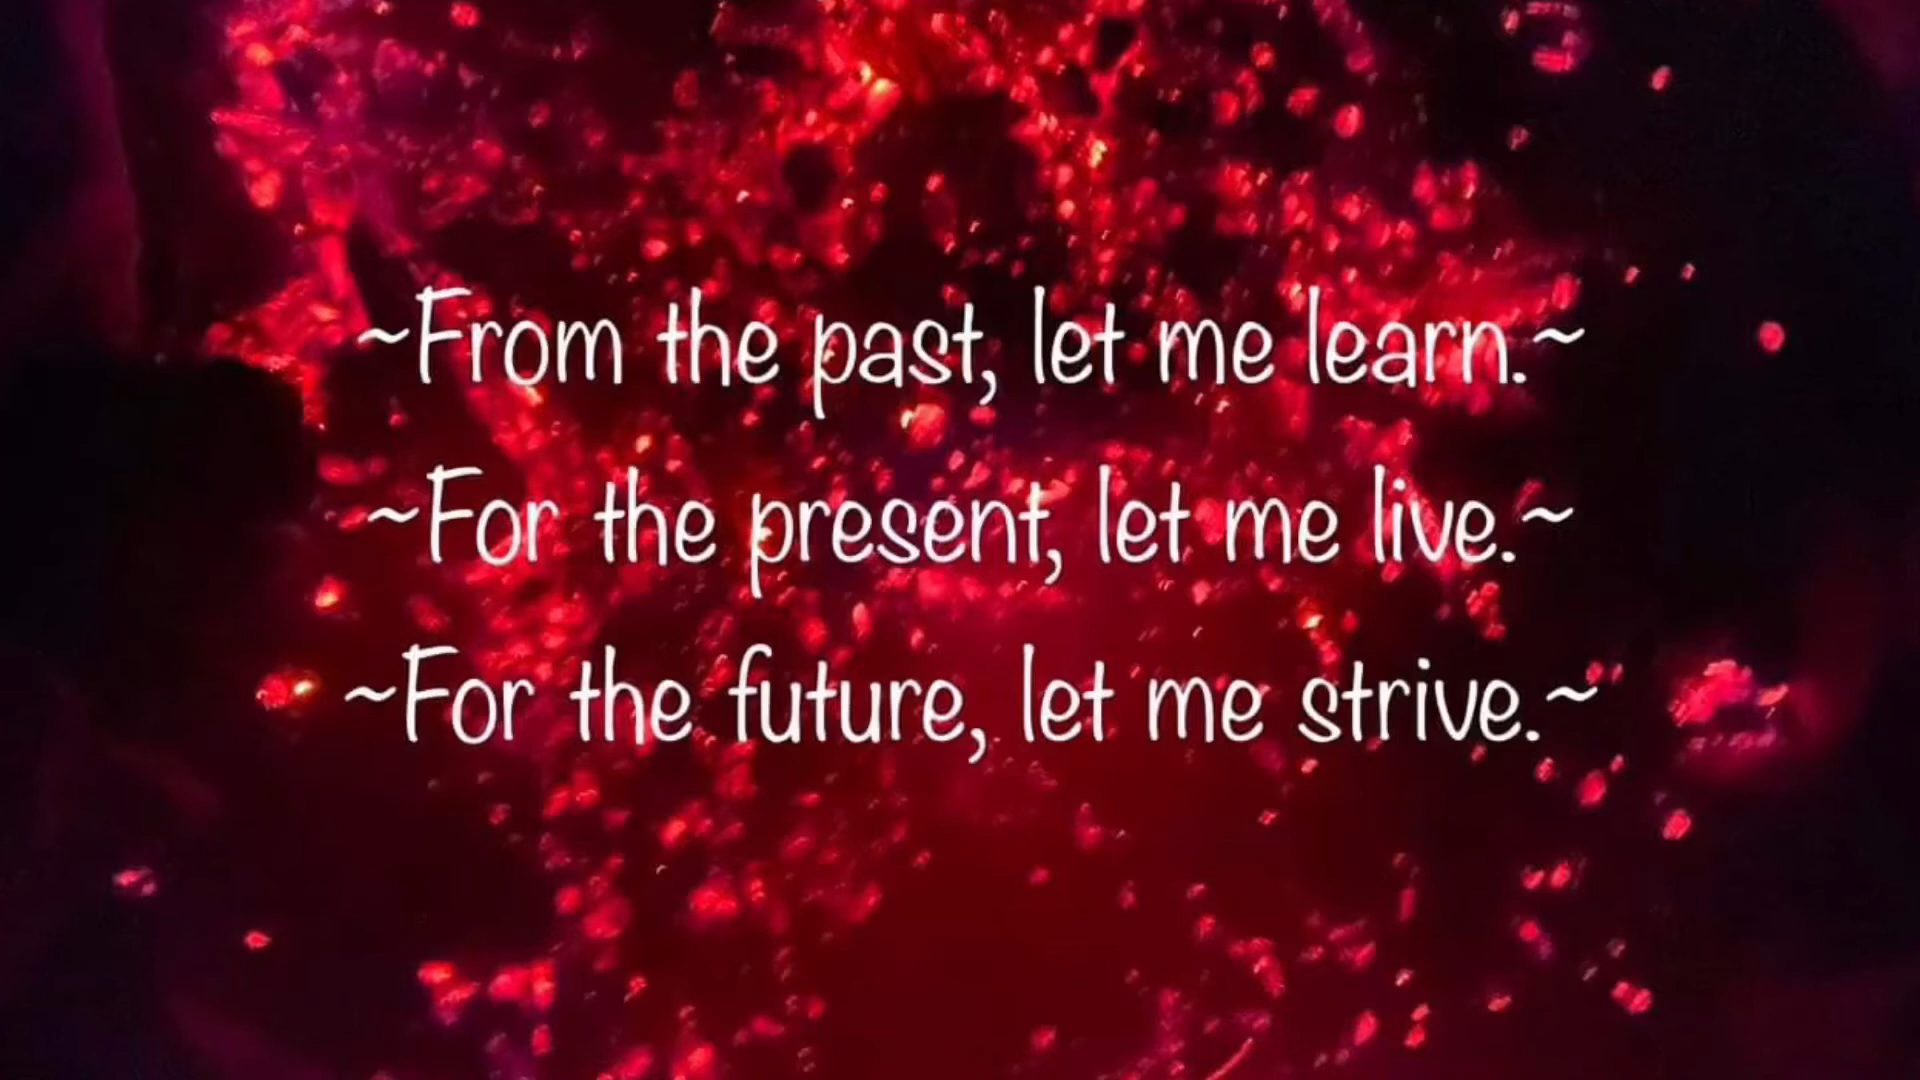 ~From the past, let me learn.~
~For the present, let me live.~
~For the future, let me strive.~